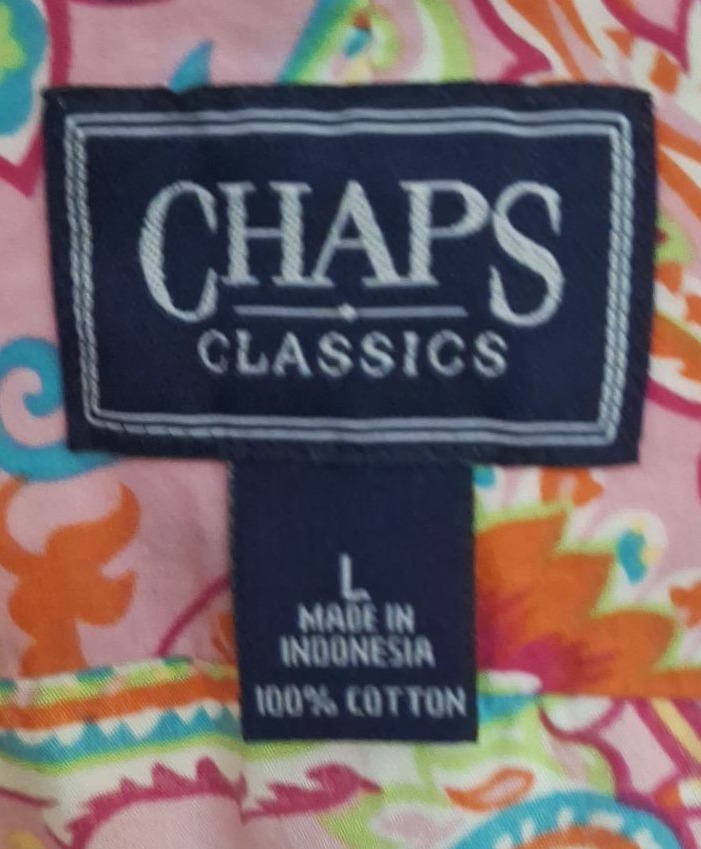 CHAPS
CLASSICS
L
MADE IN
INDONESIA
100% COTTON